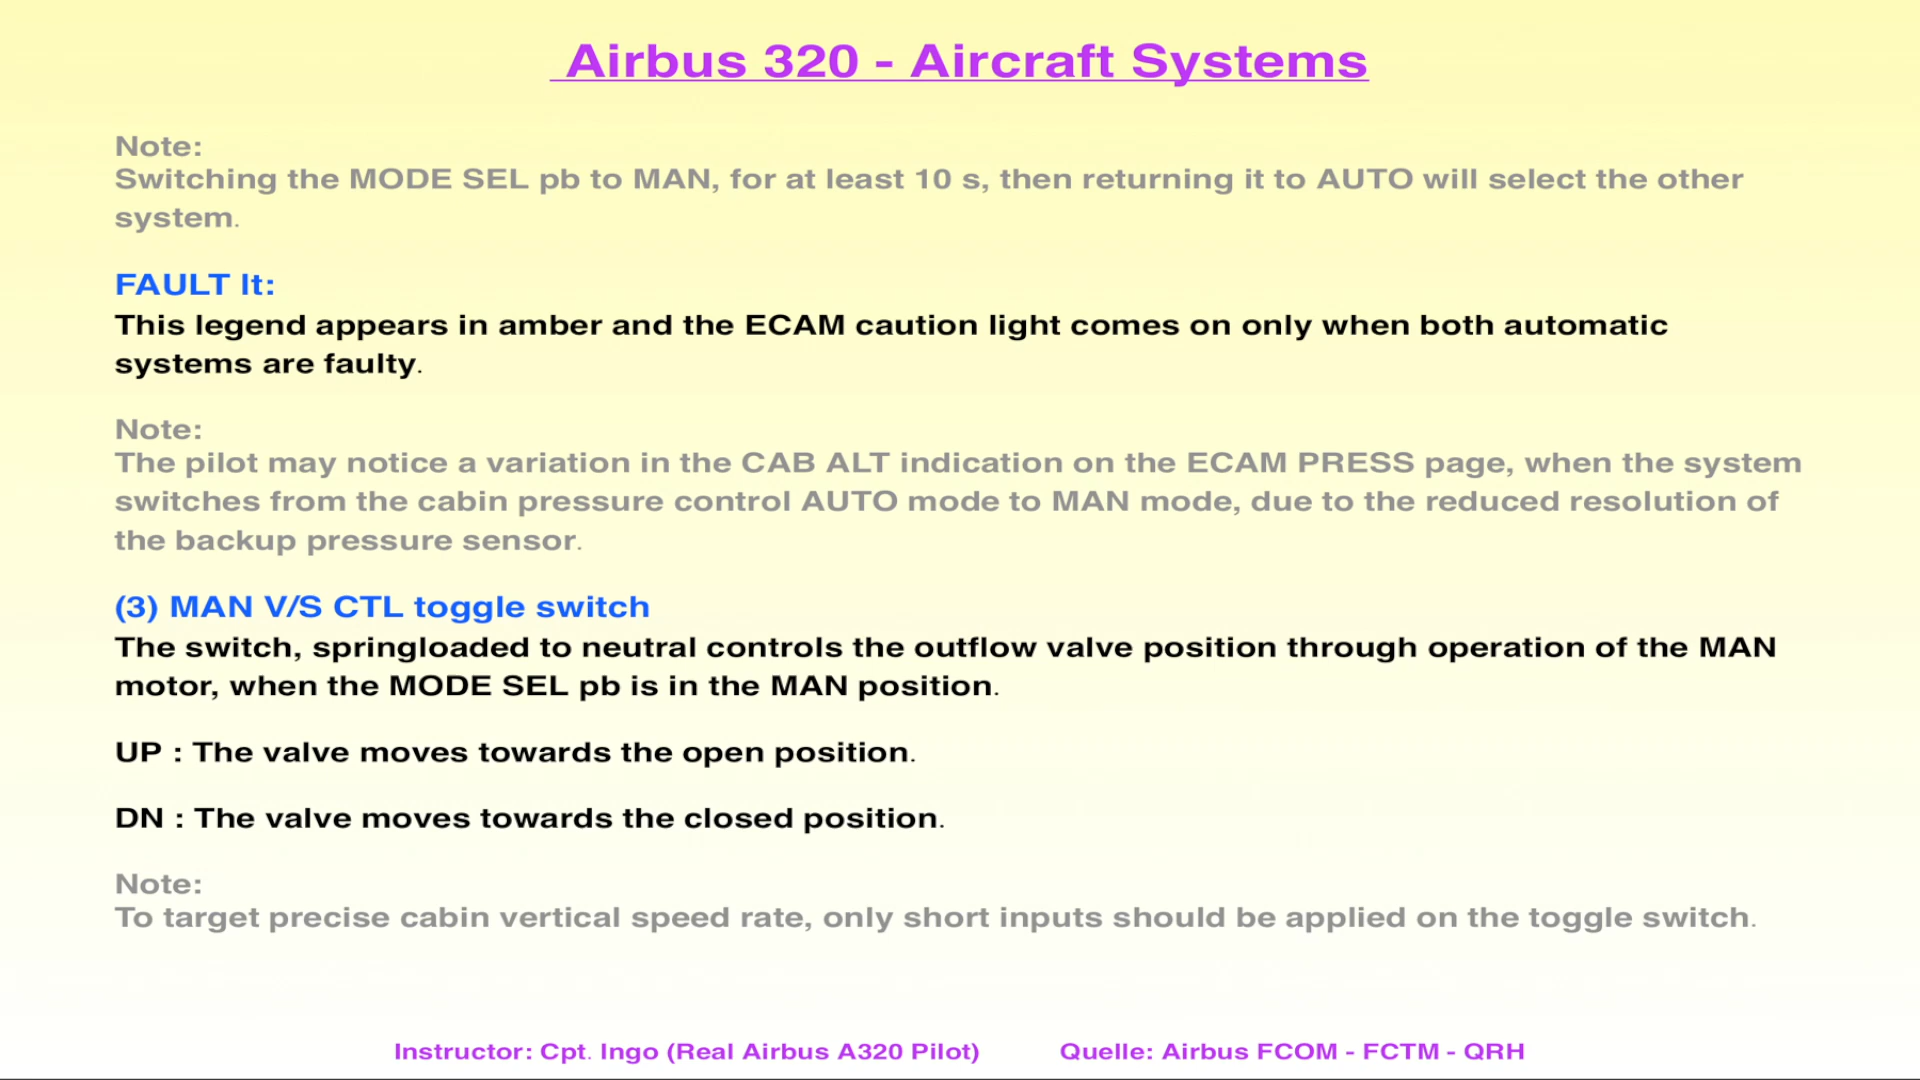 Airbus 320 - Aircraft Systems
Note:
Switching the MODE SEL pb to MAN, for at least 10 s, then returning it to AUTO will select the other
system.
FAULT lt:
This legend appears in amber and the ECAM caution light comes on only when both automatic
systems are faulty.
Note:
The pilot may notice a variation in the CAB ALT indication on the ECAM PRESS page, when the system
switches from the cabin pressure control AUTO mode to MAN mode, due to the reduced resolution of
the backup pressure sensor.
(3) MAN V/S CTL toggle switch
The switch, springloaded to neutral controls the outflow valve position through operation of the MAN
motor, when the MODE SEL pb is in the MAN position.
UP : The valve moves towards the open position.
DN : The valve moves towards the closed position.
Note:
To target precise cabin vertical speed rate, only short inputs should be applied on the toggle switch.
Instructor: Cpt. Ingo (Real Airbus A320 Pilot) Quelle: Airbus FCOM - FCTM - QRH